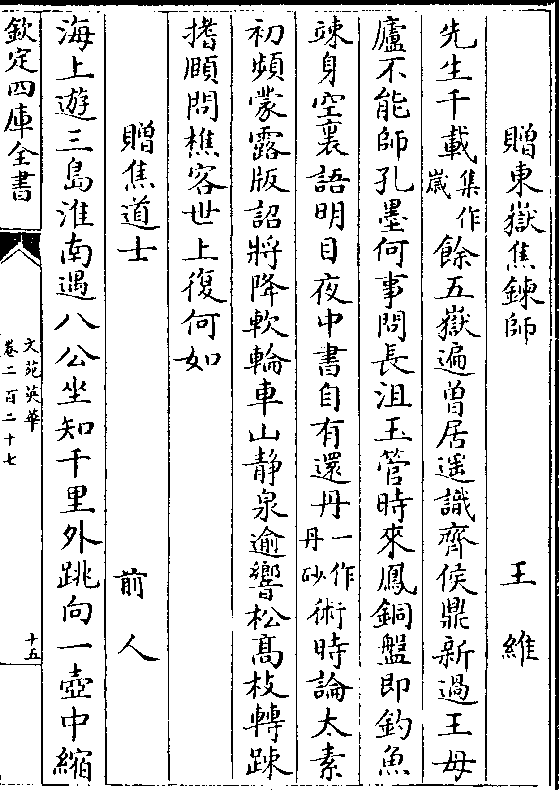 贈東嶽焦鍊師　王維
先生千載集作嵗餘五嶽遍曽居遥識齊侯鼎新過王母
廬不能師孔墨何事問長沮玉管時來鳳銅盤即釣魚
竦身空裏語明目夜中書自有還丹一作丹砂術時論太素
初頻蒙露版詔將降軟輪車山静泉逾響松髙枝轉踈
揩頤問樵客世上復何如
贈焦道士　前人
海上遊三島淮南遇八公坐知千里外跳向一壺中縮
欽定四庫全書
文苑英華
卷二百二十七
十五